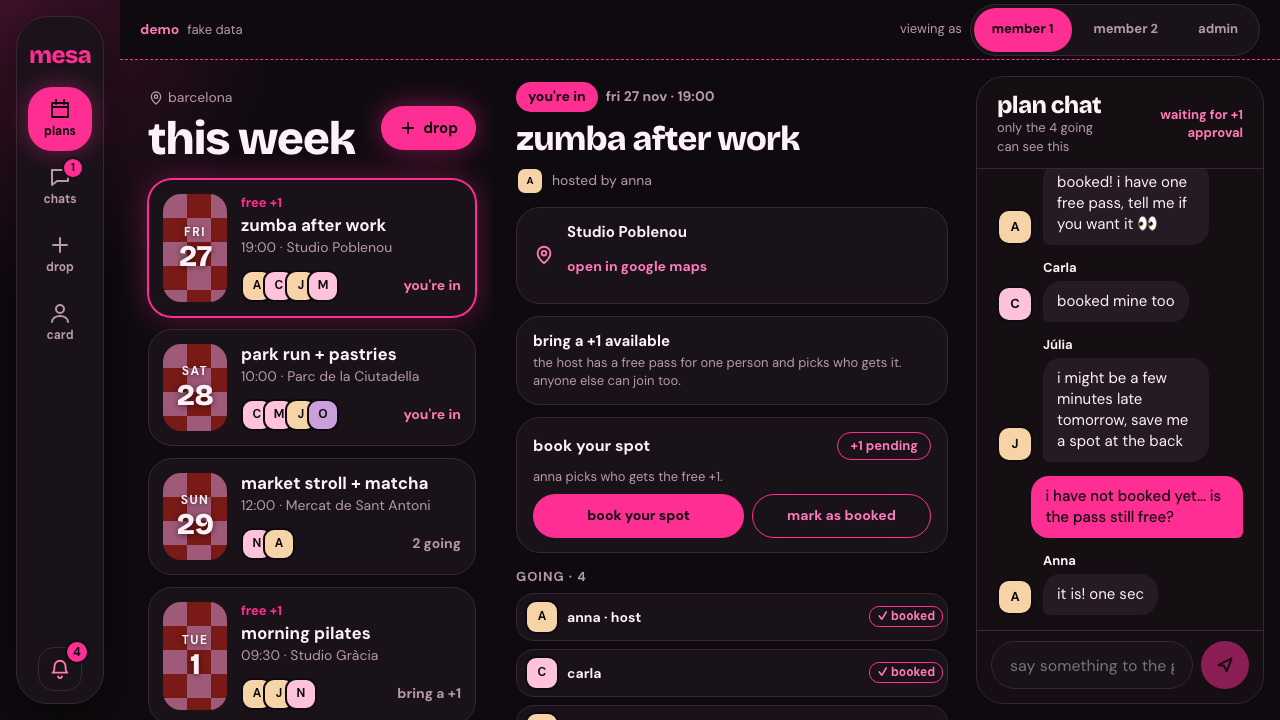 mesa
plans
1
chats
drop
card
4
demo fake data
viewing as
member 1
member 2
admin
barcelona
this week
drop
FRI
27
free +1
zumba after work
19:00 · Studio Poblenou
A C J M
you're in
SAT
28
park run + pastries
10:00 · Parc de la Ciutadella
C M J O
you're in
SUN
29
market stroll + matcha
12:00 · Mercat de Sant Antoni
N A
2 going
TUE
1
free +1
morning pilates
09:30 · Studio Gràcia
A J N
bring a +1
you're in
fri 27 nov · 19:00
zumba after work
A
hosted by anna
Studio Poblenou
open in google maps
bring a +1 available
the host has a free pass for one person and picks who gets it.
anyone else can join too.
book your spot
+1 pending
anna picks who gets the free +1.
book your spot
mark as booked
GOING · 4
A
anna · host
booked
C
carla
booked
plan chat
only the 4 going
can see this
waiting for +1
approval
booked! i have one
free pass, tell me if
you want it 👀
A
Carla
C
booked mine too
Júlia
i might be a few
minutes late
tomorrow, save me
a spot at the back
J
i have not booked yet... is
the pass still free?
Anna
A
it is! one sec
say something to the g